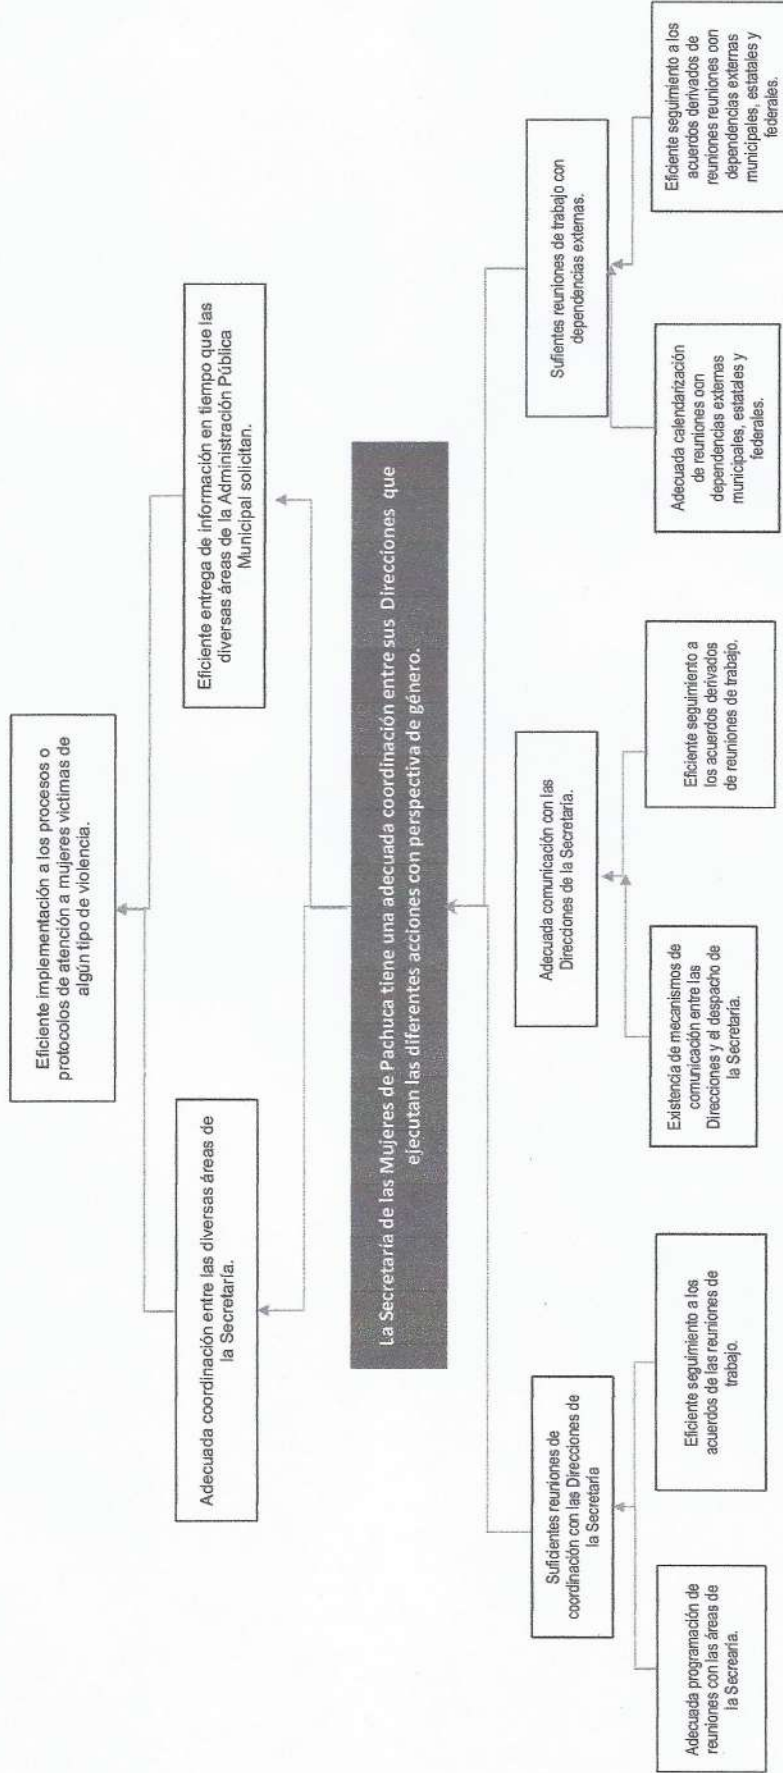 Eficiente implementación a los procesos o
protocolos de atención a mujeres victimas de
algún tipo de violencia.
Adecuada coordinación entre las diversas áreas de
la Secretaría.
Eficiente entrega de información en tiempo que las
diversas áreas de la Administración Pública
Municipal solicitan.
La Secretaría de las Mujeres de Pachuca tiene una adecuada coordinación entre sus Direcciones que
ejecutan las diferentes acciones con perspectiva de género.
Suficientes reuniones de
coordinación con las Direcciones de
la Secretaría
Adecuada comunicación con las
Direcciones de la Secretaría.
Sufientes reuniones de trabajo con
dependencias externas.
Adecuada programación de
reuniones con las áreas de
la Secrearía.
Eficiente seguimiento a los
acuerdos de las reuniones de
trabajo.
Existencia de mecanismos de
comunicación entre las
Direcciones y el despacho de
la Secretaría.
Eficiente seguimiento a
los acuerdos derivados
de reuniones de trabajo.
Adecuada calendarización
de reuniones oon
dependencias externas
municipales, estatales y
federales.
Eficiente seguimiento a los
acuerdos derivados de
reuniones reuniones oon
dependencias externas
municipales, estatales y
federales.